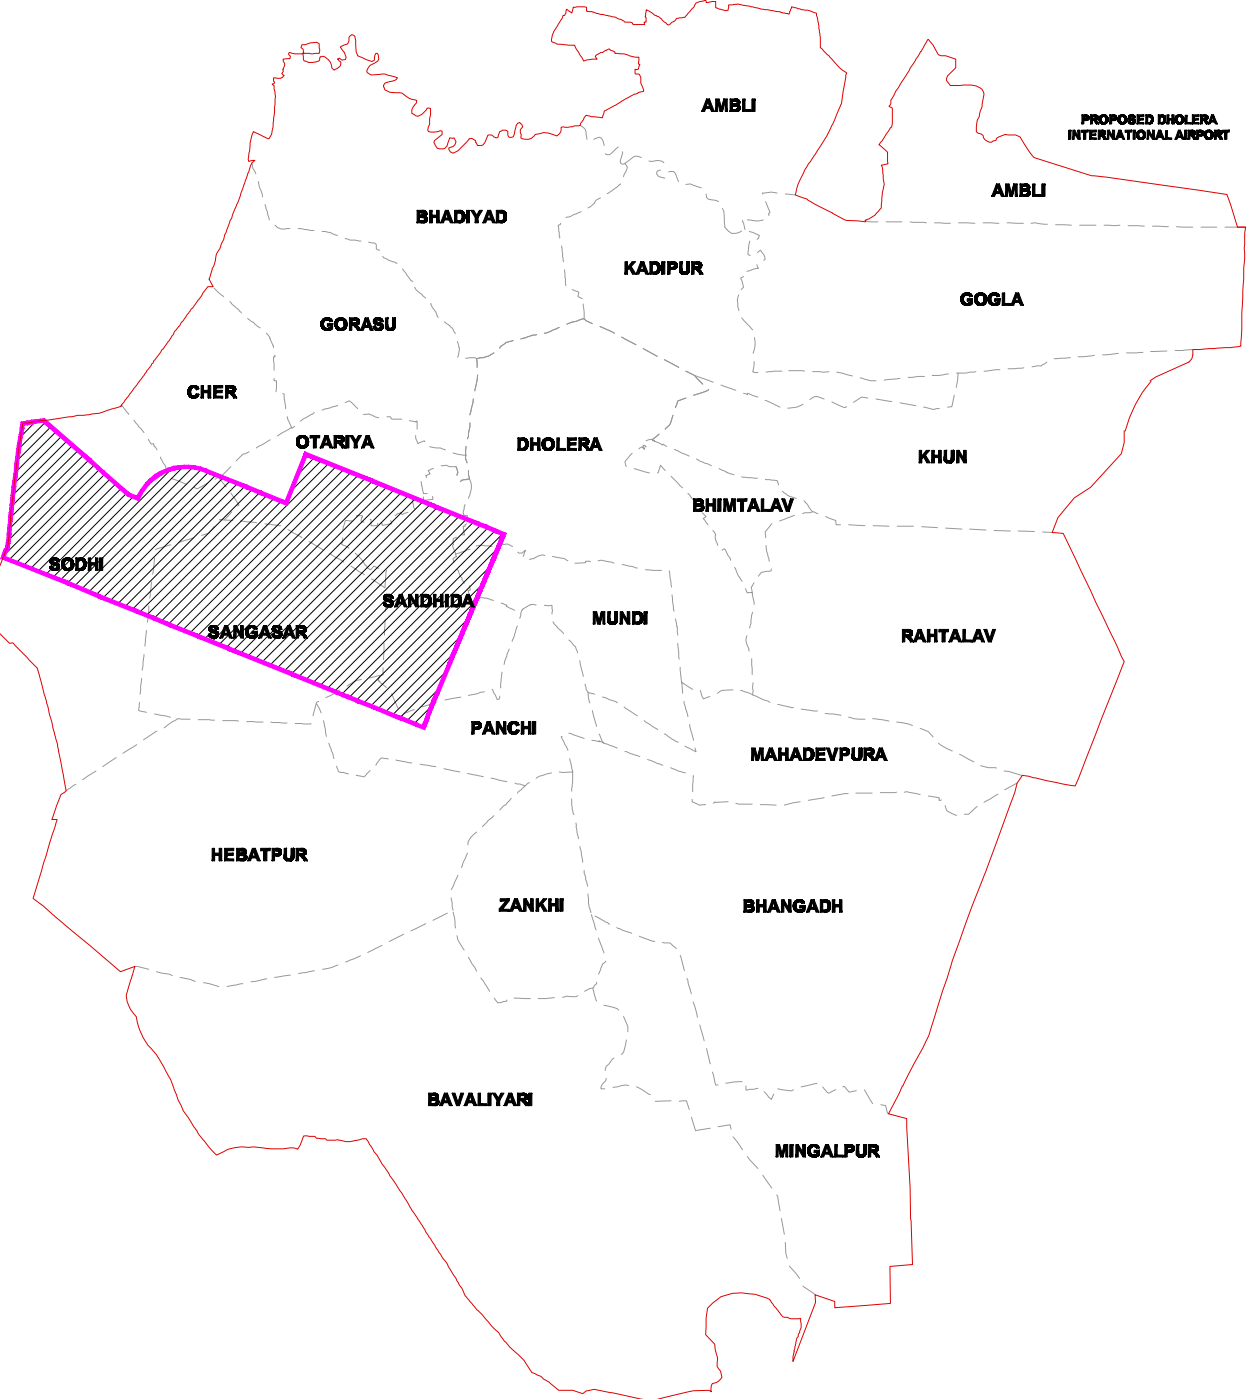 AMBLI
PROPOSED DHOLERA
INTERNATIONAL AIRPORT
AMBLI
BHADIYAD
KADIPUR
GOGLA
GORASU
CHER
OTARIYA
DHOLERA
KHUN
BHIMTALAV
SODHI
SANDHIDA
MUNDI
SANGASAR
RAHTALAV
PANCHI
MAHADEVPURA
HEBATPUR
ZANKHI
BHANGADH
BAVALIYARI
MINGALPUR